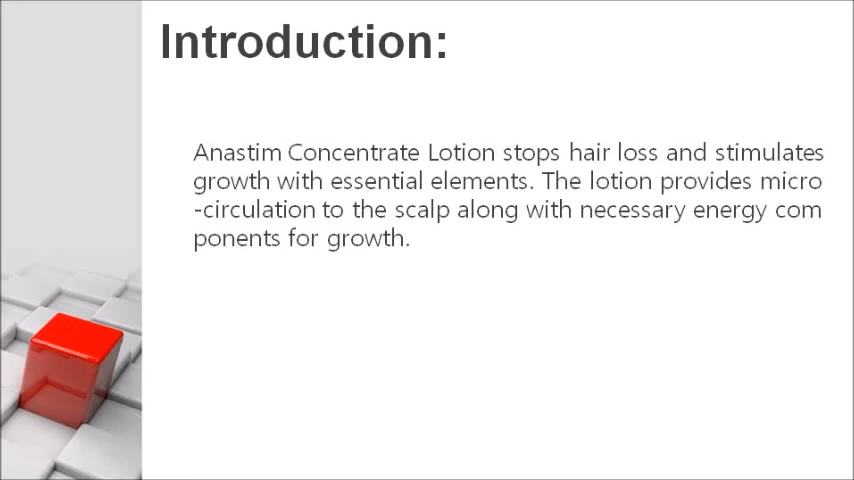 Introduction:
Anastim Concentrate Lotion stops hair loss and stimulates
growth with essential elements. The lotion provides micro
-circulation to the scalp along with necessary energy com
ponents for growth.